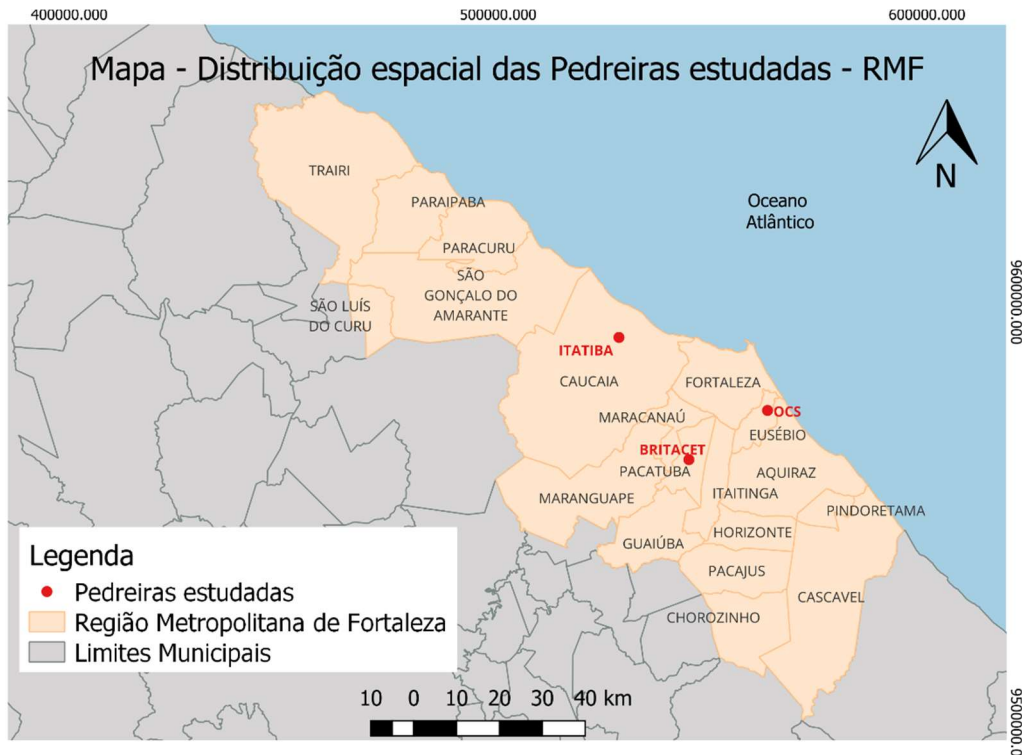 400000.000
500000.000
600000.000
Mapa - Distribuição espacial das Pedreiras estudadas - RMF
N
TRAIRI
PARAIPABA
Oceano
Atlântico
PARACURU
SÃO
GONÇALO DO
AMARANTE
SÃO LUÍS
DO CURU
9600000.000
ITATIBA
CAUCAIA
FORTALEZA
MARACANAÚ
OCS
EUSÉBIO
BRITACET
PACATUBA
AQUIRAZ
MARANGUAPE
ITAITINGA
PINDORETAMA
HORIZONTE
GUAIÚBA
PACAJUS
CASCAVEL
CHOROZINHO
Legenda
Pedreiras estudadas
Região Metropolitana de Fortaleza
Limites Municipais
10 0 10 20 30 40 km